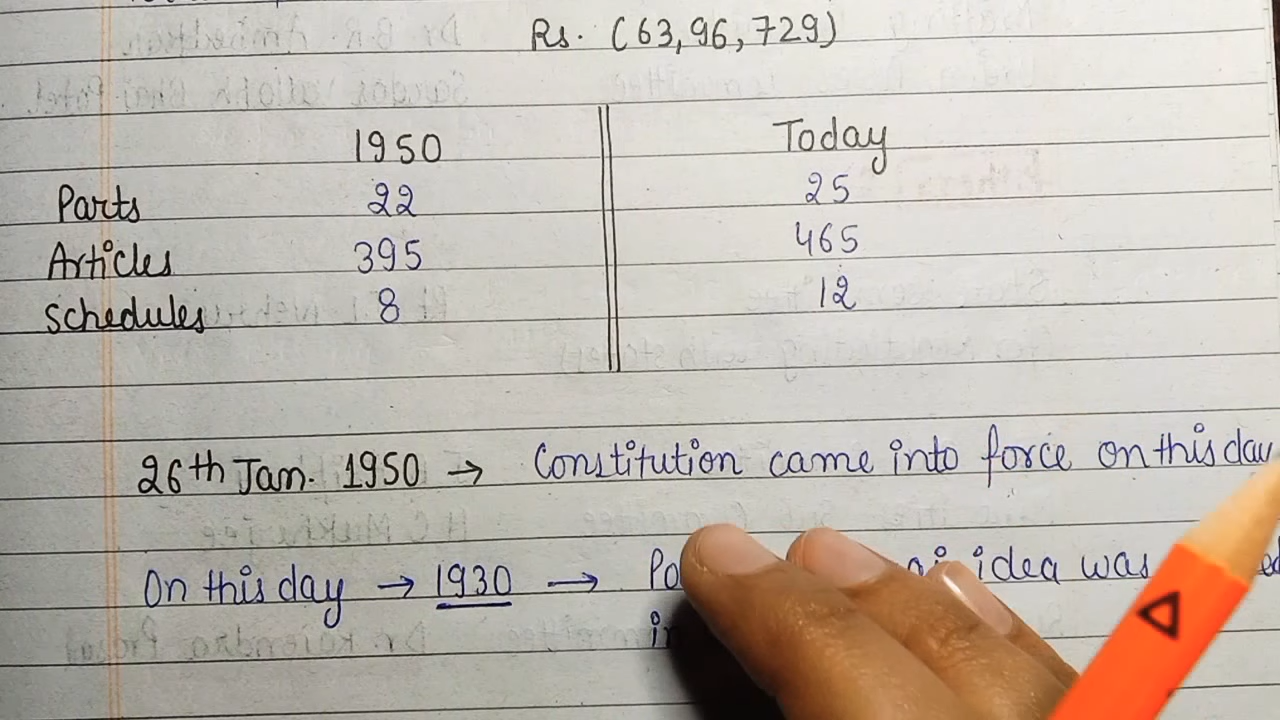 Rs. (63,96,729)
1950 Today
Parts 22 25
Articles 395 465
Schedules 8 12
26th Jan. 1950 → Constitution came into force on this day
On this day → 1930 → idea was
in